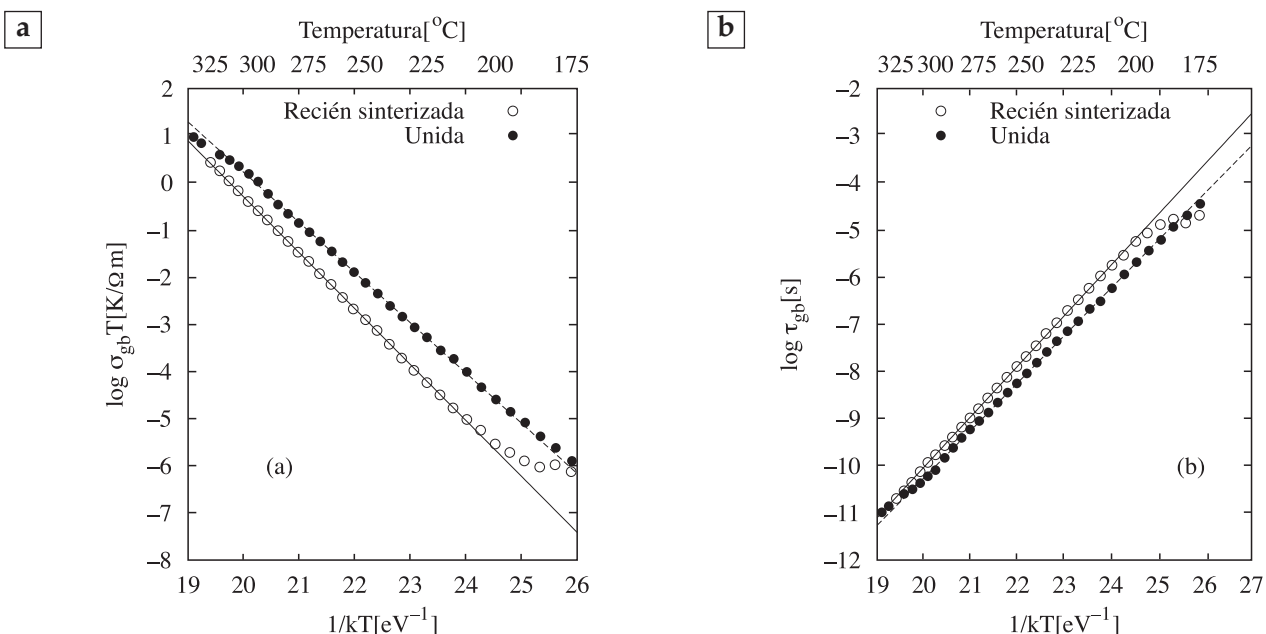 a
Temperatura[°C]
325 300 275 250 225 200 175
2
1
0
−1
−2
−3
−4
−5
−6
−7
−8
log σgbT[K/Ω m]
Recién sinterizada
Unida
(a)
19 20 21 22 23 24 25 26
1/kT[eV⁻¹]
b
Temperatura[°C]
325 300 275 250 225 200 175
−2
−3
−4
−5
−6
−7
−8
−9
−10
−11
−12
log τgb[s]
Recién sinterizada
Unida
(b)
19 20 21 22 23 24 25 26 27
1/kT[eV⁻¹]